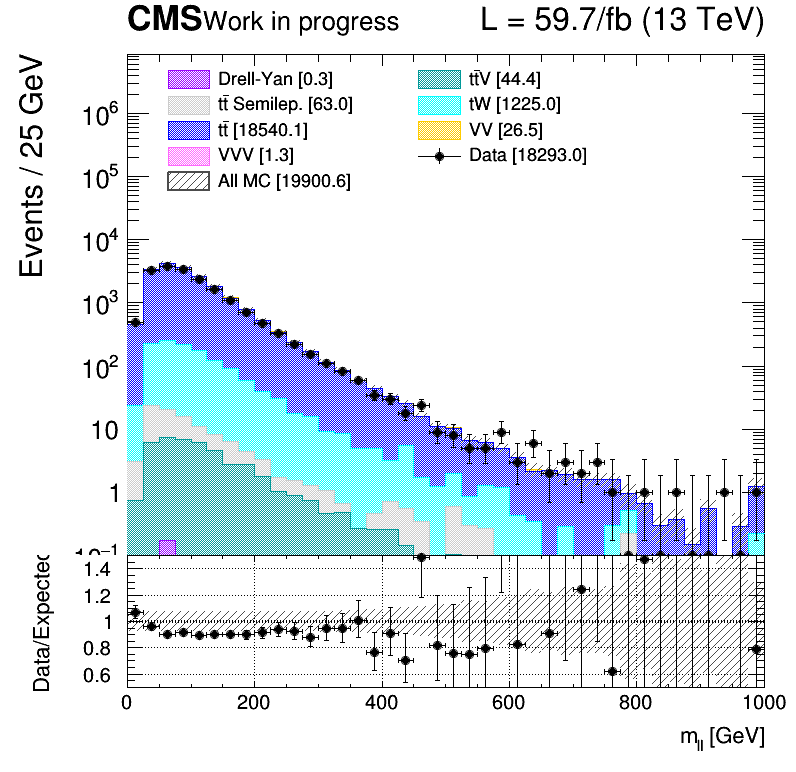 CMS Work in progress L = 59.7/fb (13 TeV)
Events / 25 GeV
Drell-Yan [0.3] tt̄V [44.4]
tt̄ Semilep. [63.0] tW [1225.0]
tt̄ [18540.1] VV [26.5]
VVV [1.3] Data [18293.0]
All MC [19900.6]
10⁶
10⁵
10⁴
10³
10²
10
1
10⁻¹
Data/Expected
1.4
1.2
1
0.8
0.6
0 200 400 600 800 1000
m_ll [GeV]